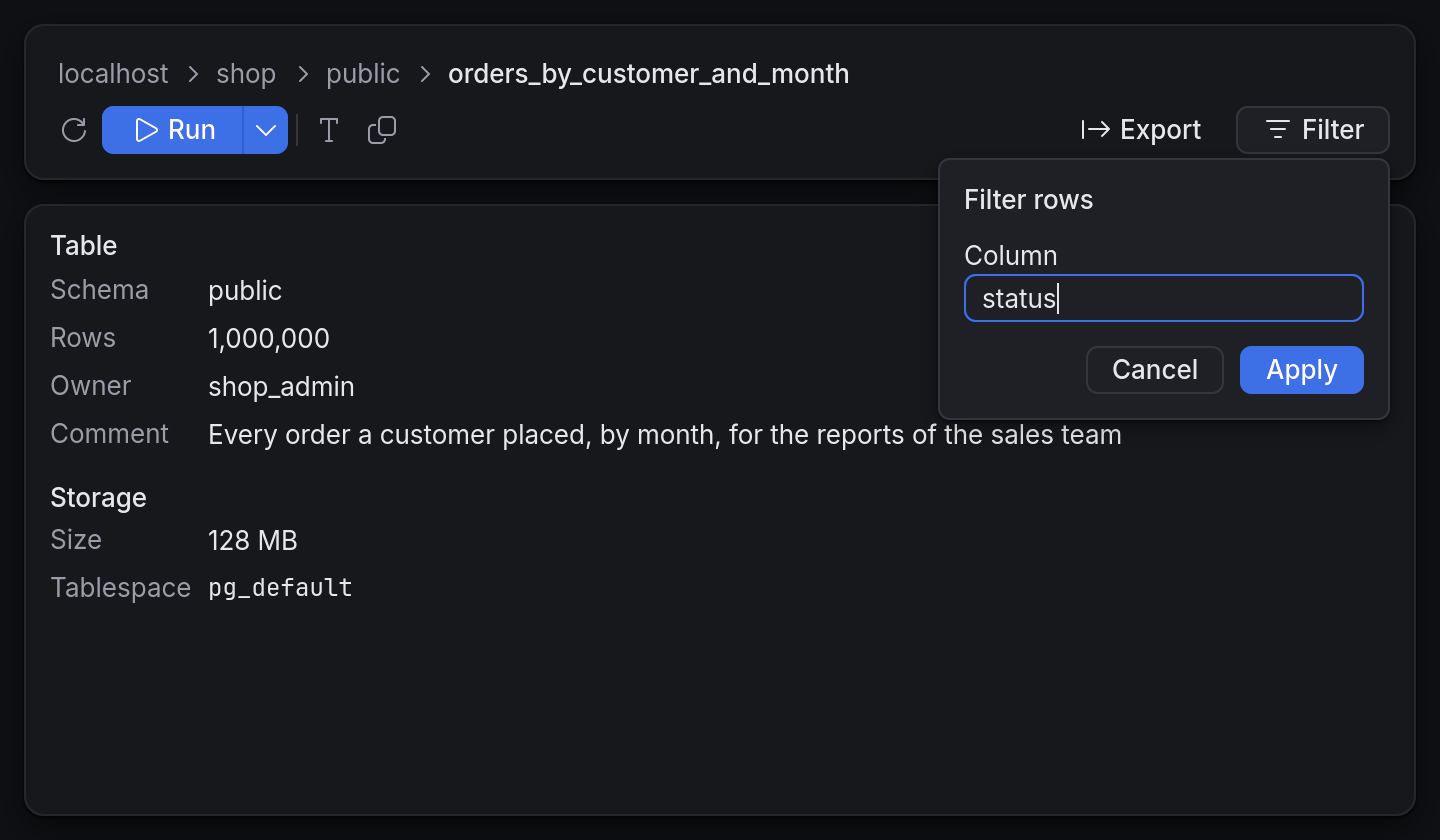 localhost shop public orders_by_customer_and_month
Run Export Filter
Filter rows
Column
status
Cancel Apply
Table
Schema public
Rows 1,000,000
Owner shop_admin
Comment Every order a customer placed, by month, for the reports of the sales team
Storage
Size 128 MB
Tablespace pg_default